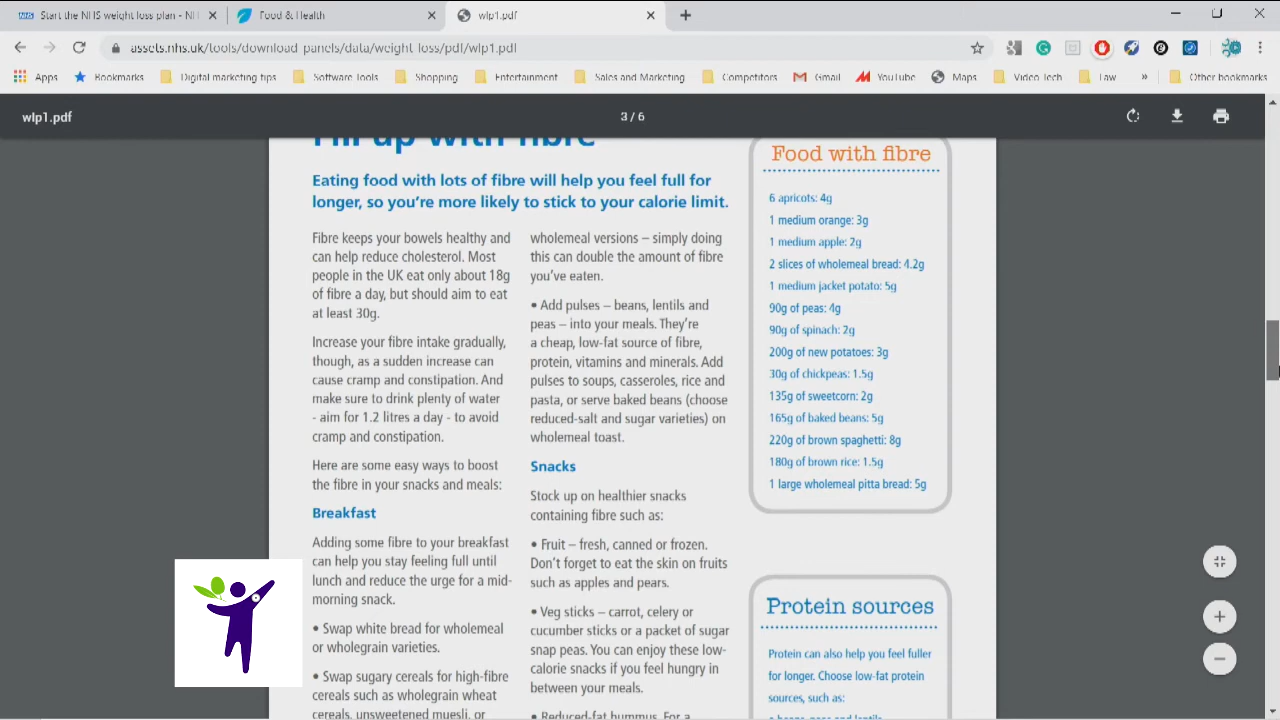 Start the NHS weight loss plan - NH
Food & Health
wlp1.pdf
assets.nhs.uk/tools/download_panels/data/weight_loss/pdf/wlp1.pdf
Apps
Bookmarks
Digital marketing tips
Software Tools
Shopping
Entertainment
Sales and Marketing
Competitors
Gmail
YouTube
Maps
Video Tech
Law
»
Other bookmarks
wlp1.pdf
3 / 6
Fill up with fibre
Eating food with lots of fibre will help you feel full for
longer, so you're more likely to stick to your calorie limit.
Fibre keeps your bowels healthy and
can help reduce cholesterol. Most
people in the UK eat only about 18g
of fibre a day, but should aim to eat
at least 30g.
Increase your fibre intake gradually,
though, as a sudden increase can
cause cramp and constipation. And
make sure to drink plenty of water
- aim for 1.2 litres a day - to avoid
cramp and constipation.
Here are some easy ways to boost
the fibre in your snacks and meals:
Breakfast
Adding some fibre to your breakfast
can help you stay feeling full until
lunch and reduce the urge for a mid-
morning snack.
• Swap white bread for wholemeal
or wholegrain varieties.
• Swap sugary cereals for high-fibre
cereals such as wholegrain wheat
cereals, unsweetened muesli, or
wholemeal versions – simply doing
this can double the amount of fibre
you've eaten.
• Add pulses – beans, lentils and
peas – into your meals. They're
a cheap, low-fat source of fibre,
protein, vitamins and minerals. Add
pulses to soups, casseroles, rice and
pasta, or serve baked beans (choose
reduced-salt and sugar varieties) on
wholemeal toast.
Snacks
Stock up on healthier snacks
containing fibre such as:
• Fruit – fresh, canned or frozen.
Don't forget to eat the skin on fruits
such as apples and pears.
• Veg sticks – carrot, celery or
cucumber sticks or a packet of sugar
snap peas. You can enjoy these low-
calorie snacks if you feel hungry in
between your meals.
• Reduced-fat hummus. For a
Food with fibre
6 apricots: 4g
1 medium orange: 3g
1 medium apple: 2g
2 slices of wholemeal bread: 4.2g
1 medium jacket potato: 5g
90g of peas: 4g
90g of spinach: 2g
200g of new potatoes: 3g
30g of chickpeas: 1.5g
135g of sweetcorn: 2g
165g of baked beans: 5g
220g of brown spaghetti: 8g
180g of brown rice: 1.5g
1 large wholemeal pitta bread: 5g
Protein sources
Protein can also help you feel fuller
for longer. Choose low-fat protein
sources, such as: